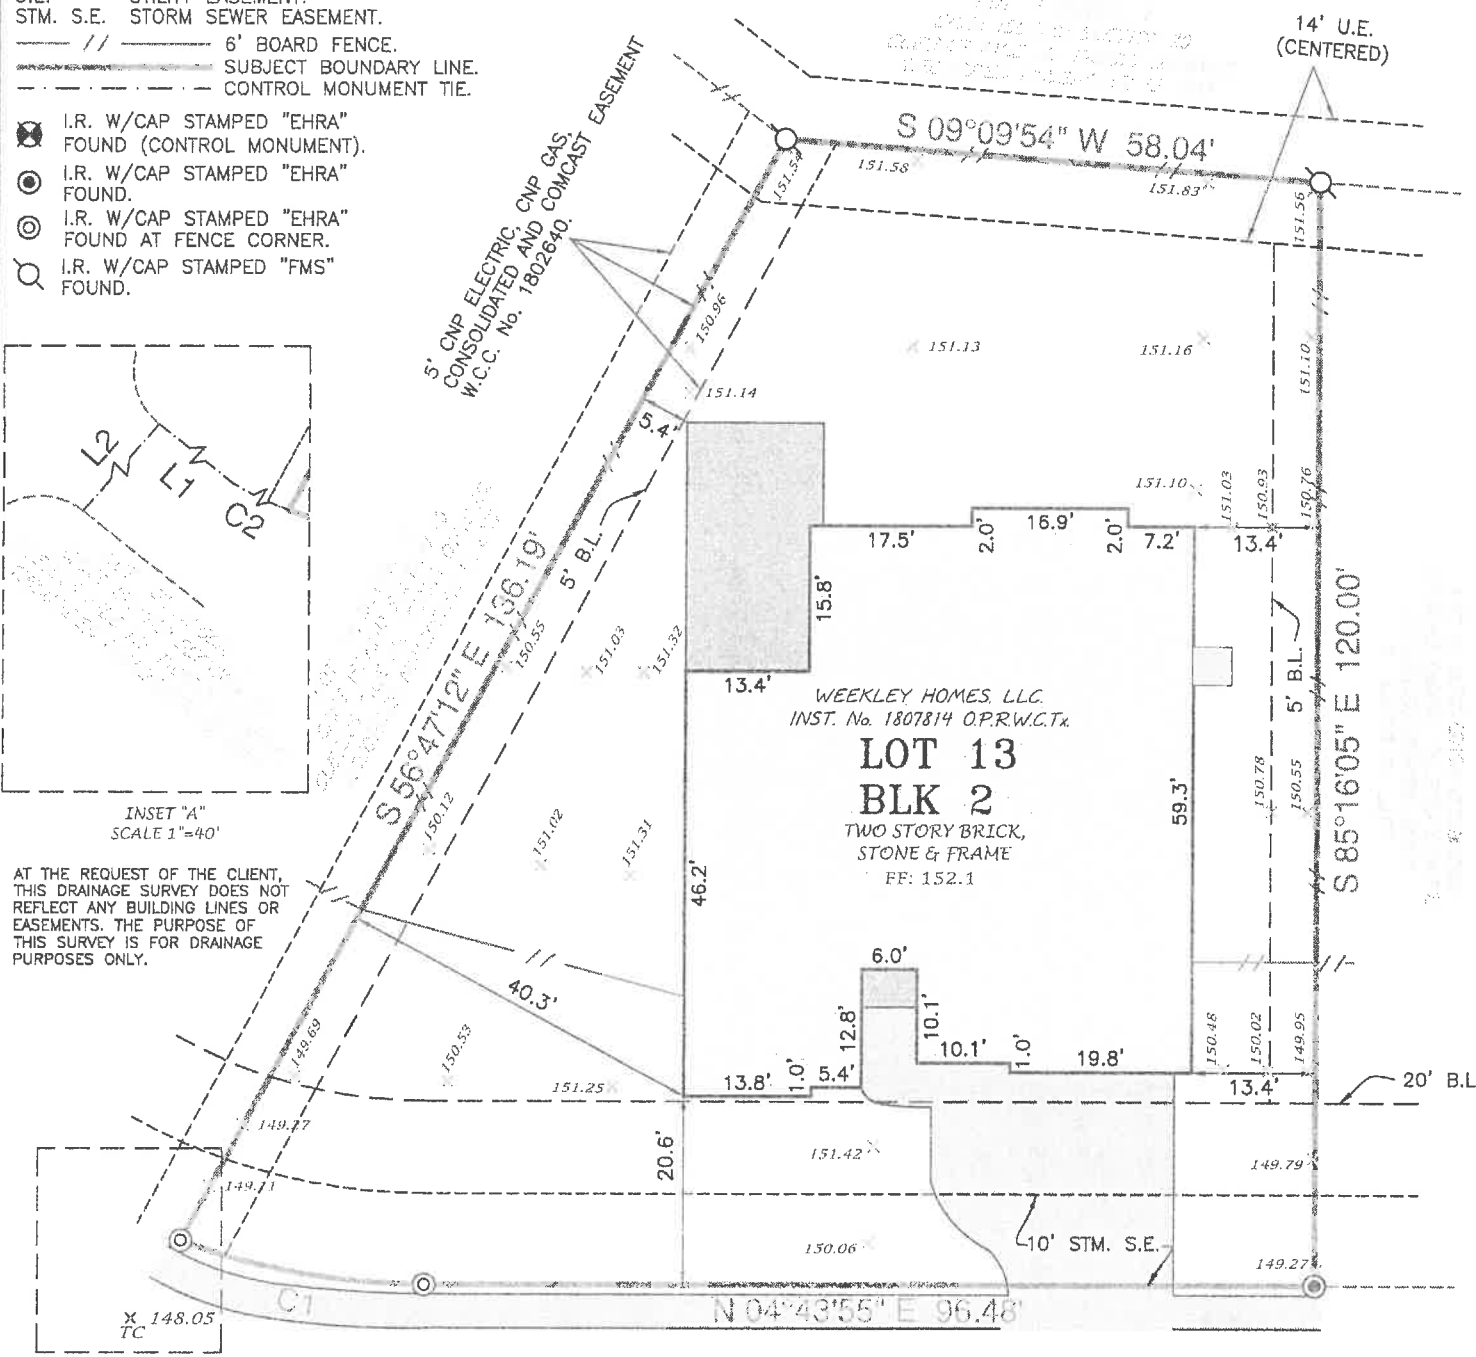 STM. S.E. STORM SEWER EASEMENT.
// 6' BOARD FENCE.
SUBJECT BOUNDARY LINE.
CONTROL MONUMENT TIE.
I.R. W/CAP STAMPED "EHRA"
FOUND (CONTROL MONUMENT).
I.R. W/CAP STAMPED "EHRA"
FOUND.
I.R. W/CAP STAMPED "EHRA"
FOUND AT FENCE CORNER.
I.R. W/CAP STAMPED "FMS"
FOUND.
14' U.E.
(CENTERED)
5' CNP ELECTRIC, CNP GAS,
CONSOLIDATED AND COMCAST EASEMENT
W.C.C. No. 1802640.
S 09°09'54" W 58.04'
151.54
151.58
151.83
151.56
150.96
151.13
151.16
151.10
151.14
5.4'
L2
L1
C2
INSET "A"
SCALE 1"=40'
151.10
151.03
150.93
150.76
17.5'
2.0'
16.9'
2.0'
7.2'
13.4'
15.8'
5' B.L.
S 56°47'12" E 136.19'
150.55
151.03
151.32
13.4'
WEEKLEY HOMES, LLC.
INST. No. 1807814 O.P.R.W.C.Tx.
LOT 13
BLK 2
TWO STORY BRICK,
STONE & FRAME
FF: 152.1
5' B.L.
S 85°16'05" E 120.00'
59.3'
150.78
150.55
150.12
151.02
151.31
46.2'
AT THE REQUEST OF THE CLIENT,
THIS DRAINAGE SURVEY DOES NOT
REFLECT ANY BUILDING LINES OR
EASEMENTS. THE PURPOSE OF
THIS SURVEY IS FOR DRAINAGE
PURPOSES ONLY.
40.3'
6.0'
12.8'
10.1'
10.1'
1.0'
19.8'
150.48
150.02
149.95
13.4'
149.69
150.53
151.25
13.8'
1.0'
5.4'
20' B.L
149.27
149.11
20.6'
151.42
149.79
150.06
10' STM. S.E.
149.27
C1
N 04°43'55" E 96.48'
148.05
TC